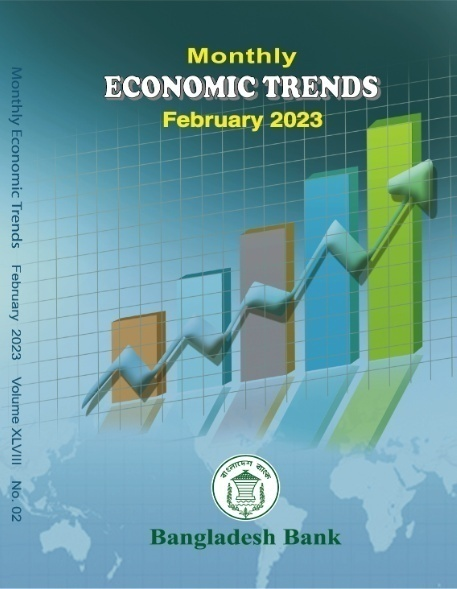 Monthly
ECONOMIC TRENDS
February 2023
Monthly Economic Trends February 2023 Volume XLVIII No. 02
বাংলাদেশ ব্যাংক
Bangladesh Bank